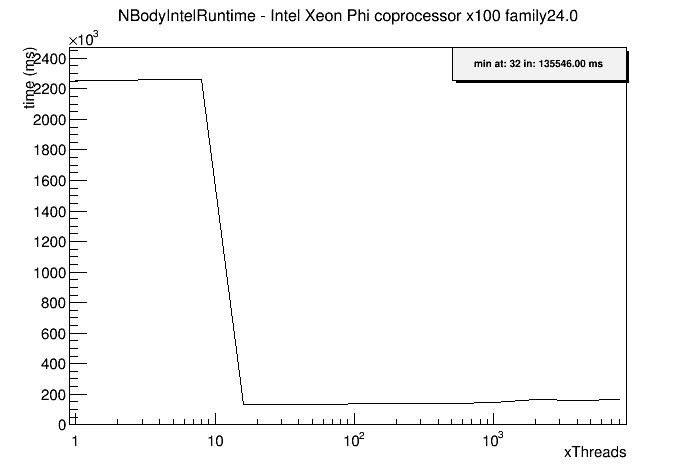 NBodyIntelRuntime - Intel Xeon Phi coprocessor x100 family24.0
×10³
min at: 32 in: 135546.00 ms
time (ms)
2400
2200
2000
1800
1600
1400
1200
1000
800
600
400
200
0
1 10 10² 10³
xThreads